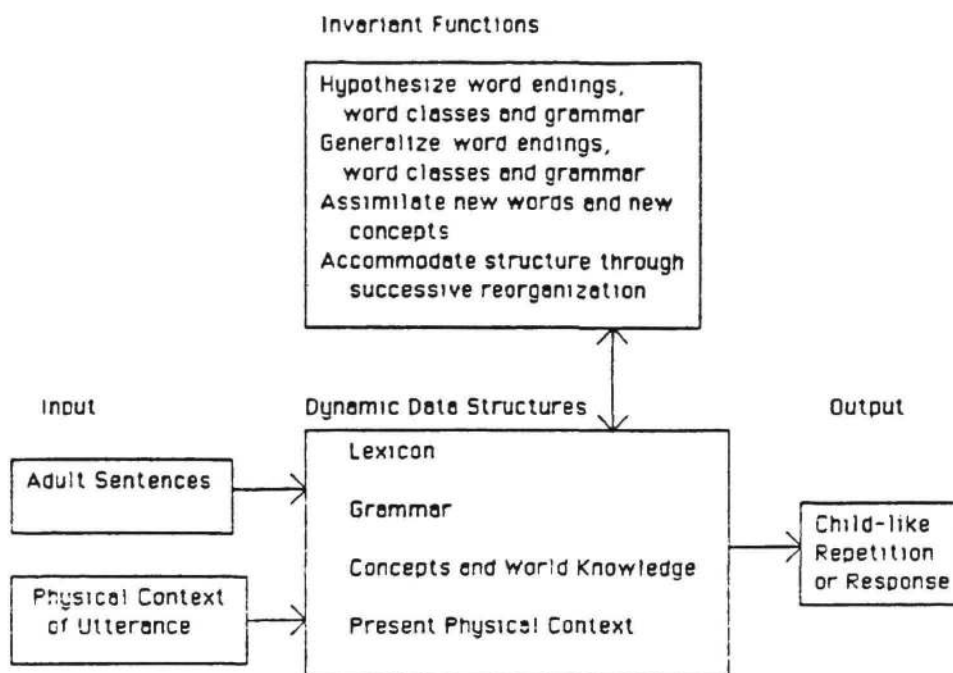 Invariant Functions
Hypothesize word endings,
word classes and grammar
Generalize word endings,
word classes and grammar
Assimilate new words and new
concepts
Accommodate structure through
successive reorganization
Input
Dynamic Data Structures
Output
Adult Sentences
Physical Context
of Utterance
Lexicon
Grammar
Concepts and World Knowledge
Present Physical Context
Child-like
Repetition
or Response